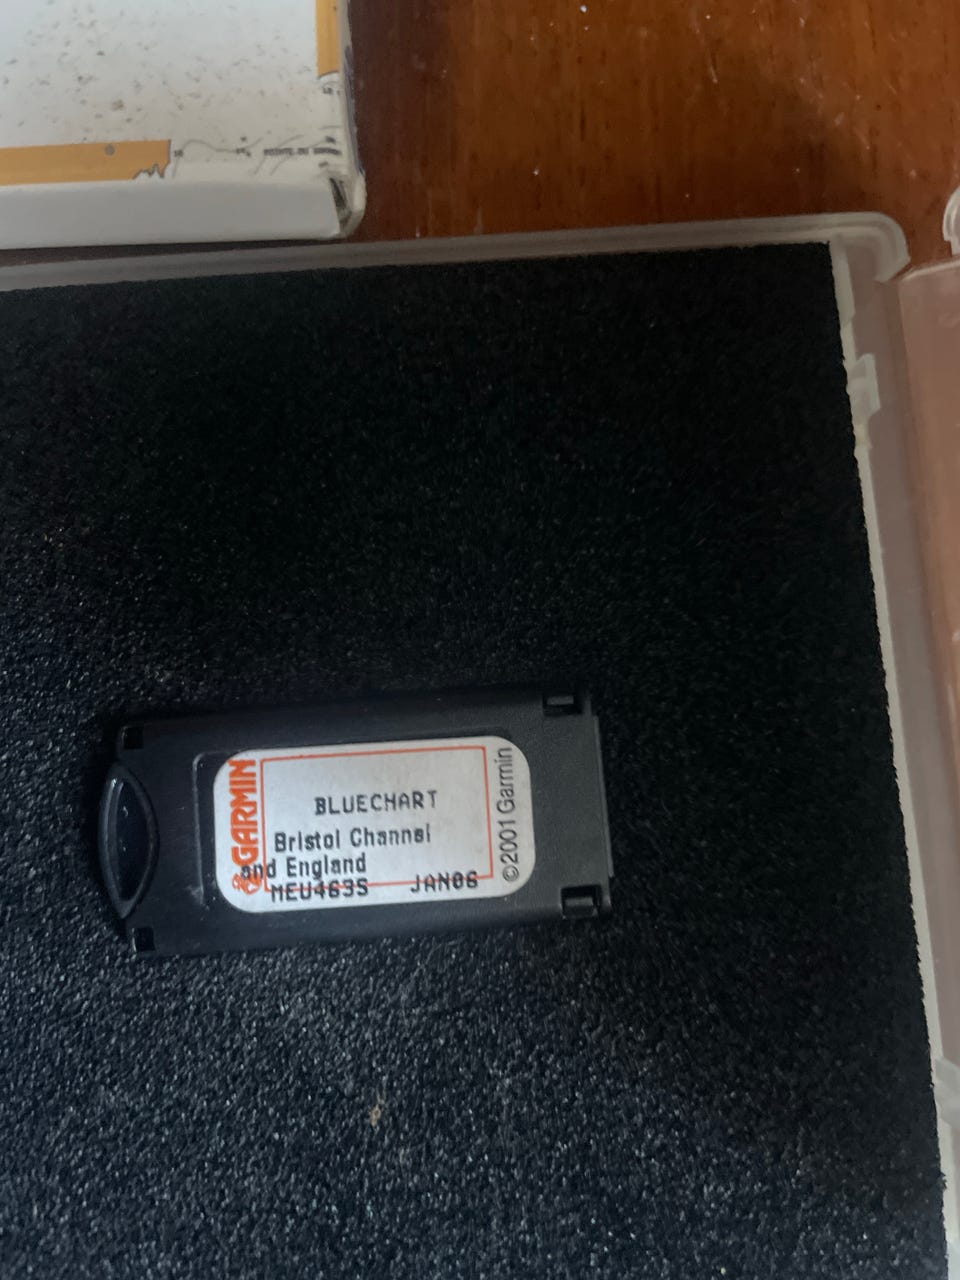 GARMIN
BLUECHART
Bristol Channel
and England
MEU463S JAN06
©2001 Garmin